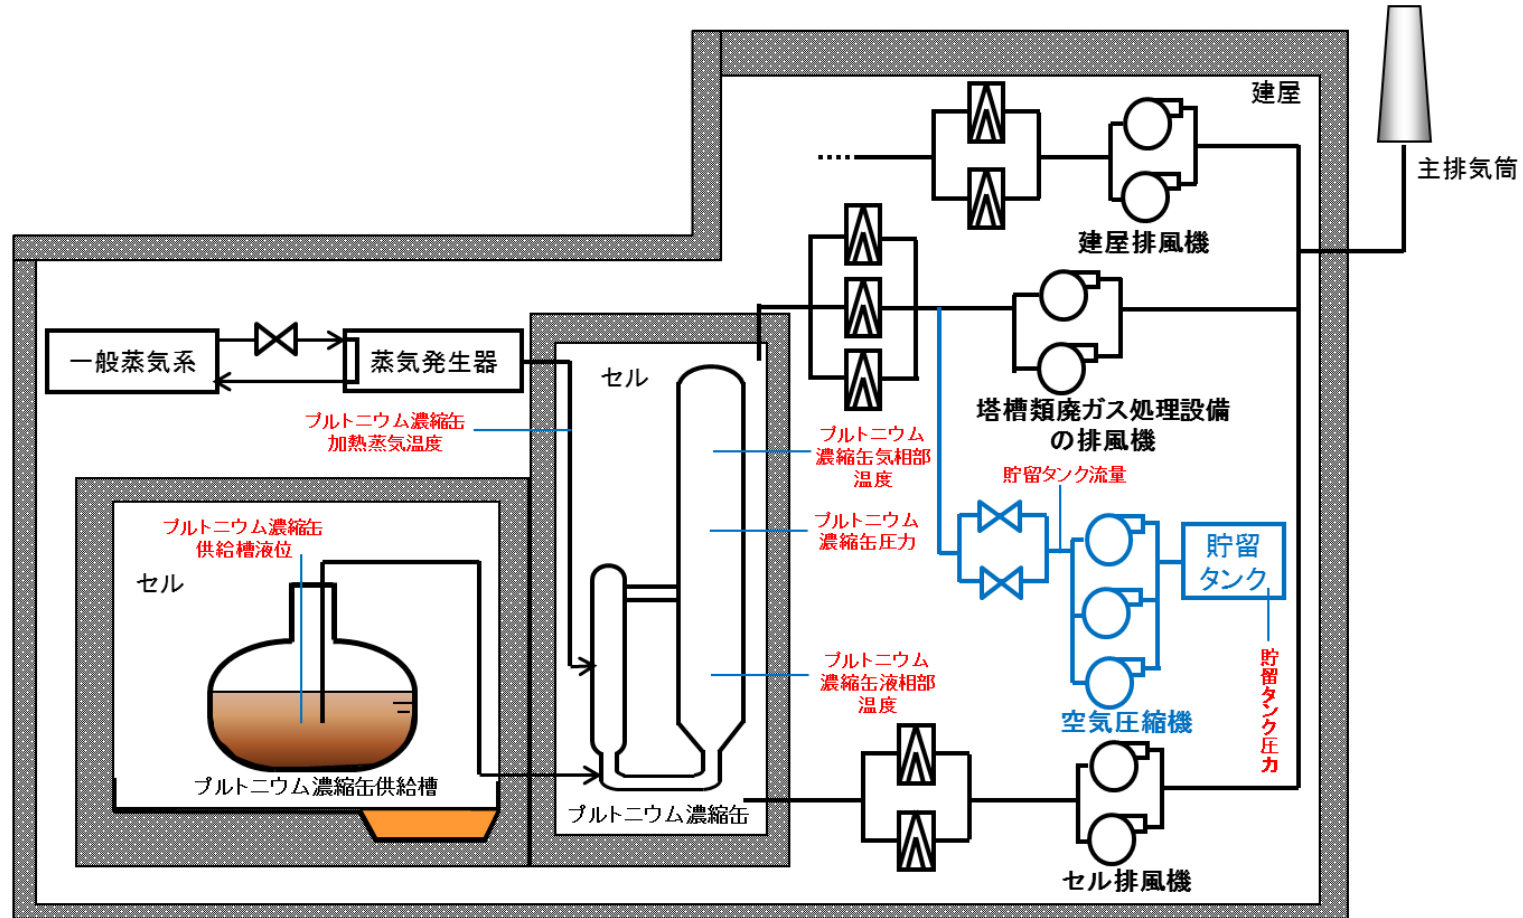 建屋
主排気筒
建屋排風機
一般蒸気系
蒸気発生器
セル
プルトニウム濃縮缶
加熱蒸気温度
塔槽類廃ガス処理設備
の排風機
プルトニウム
濃縮缶気相部
温度
貯留タンク流量
プルトニウム
濃縮缶圧力
貯留
タンク
プルトニウム濃縮缶
供給槽液位
セル
プルトニウム
濃縮缶液相部
温度
貯留タンク圧力
空気圧縮機
プルトニウム濃縮缶供給槽
プルトニウム濃縮缶
セル排風機